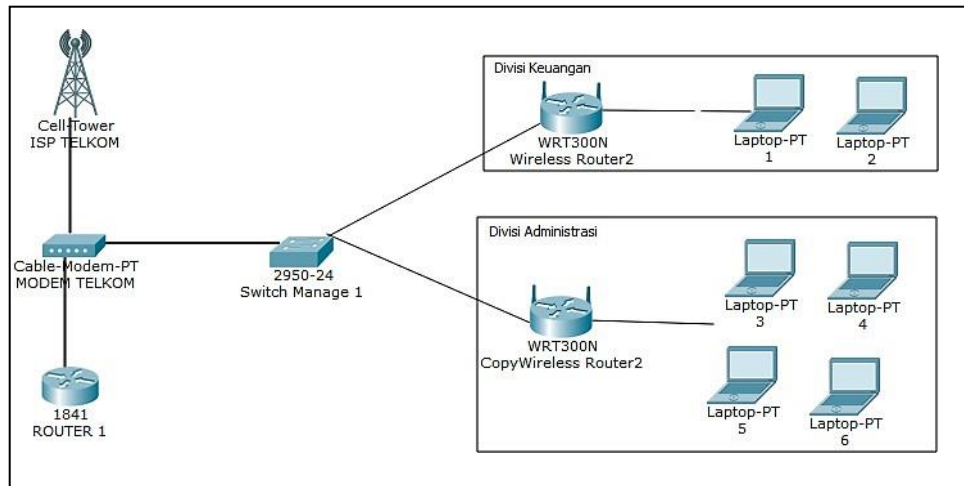 Cell-Tower
ISP TELKOM
Cable-Modem-PT
MODEM TELKOM
1841
ROUTER 1
2950-24
Switch Manage 1
Divisi Keuangan
WRT300N
Wireless Router2
Laptop-PT
1
Laptop-PT
2
Divisi Administrasi
WRT300N
CopyWireless Router2
Laptop-PT
3
Laptop-PT
4
Laptop-PT
5
Laptop-PT
6